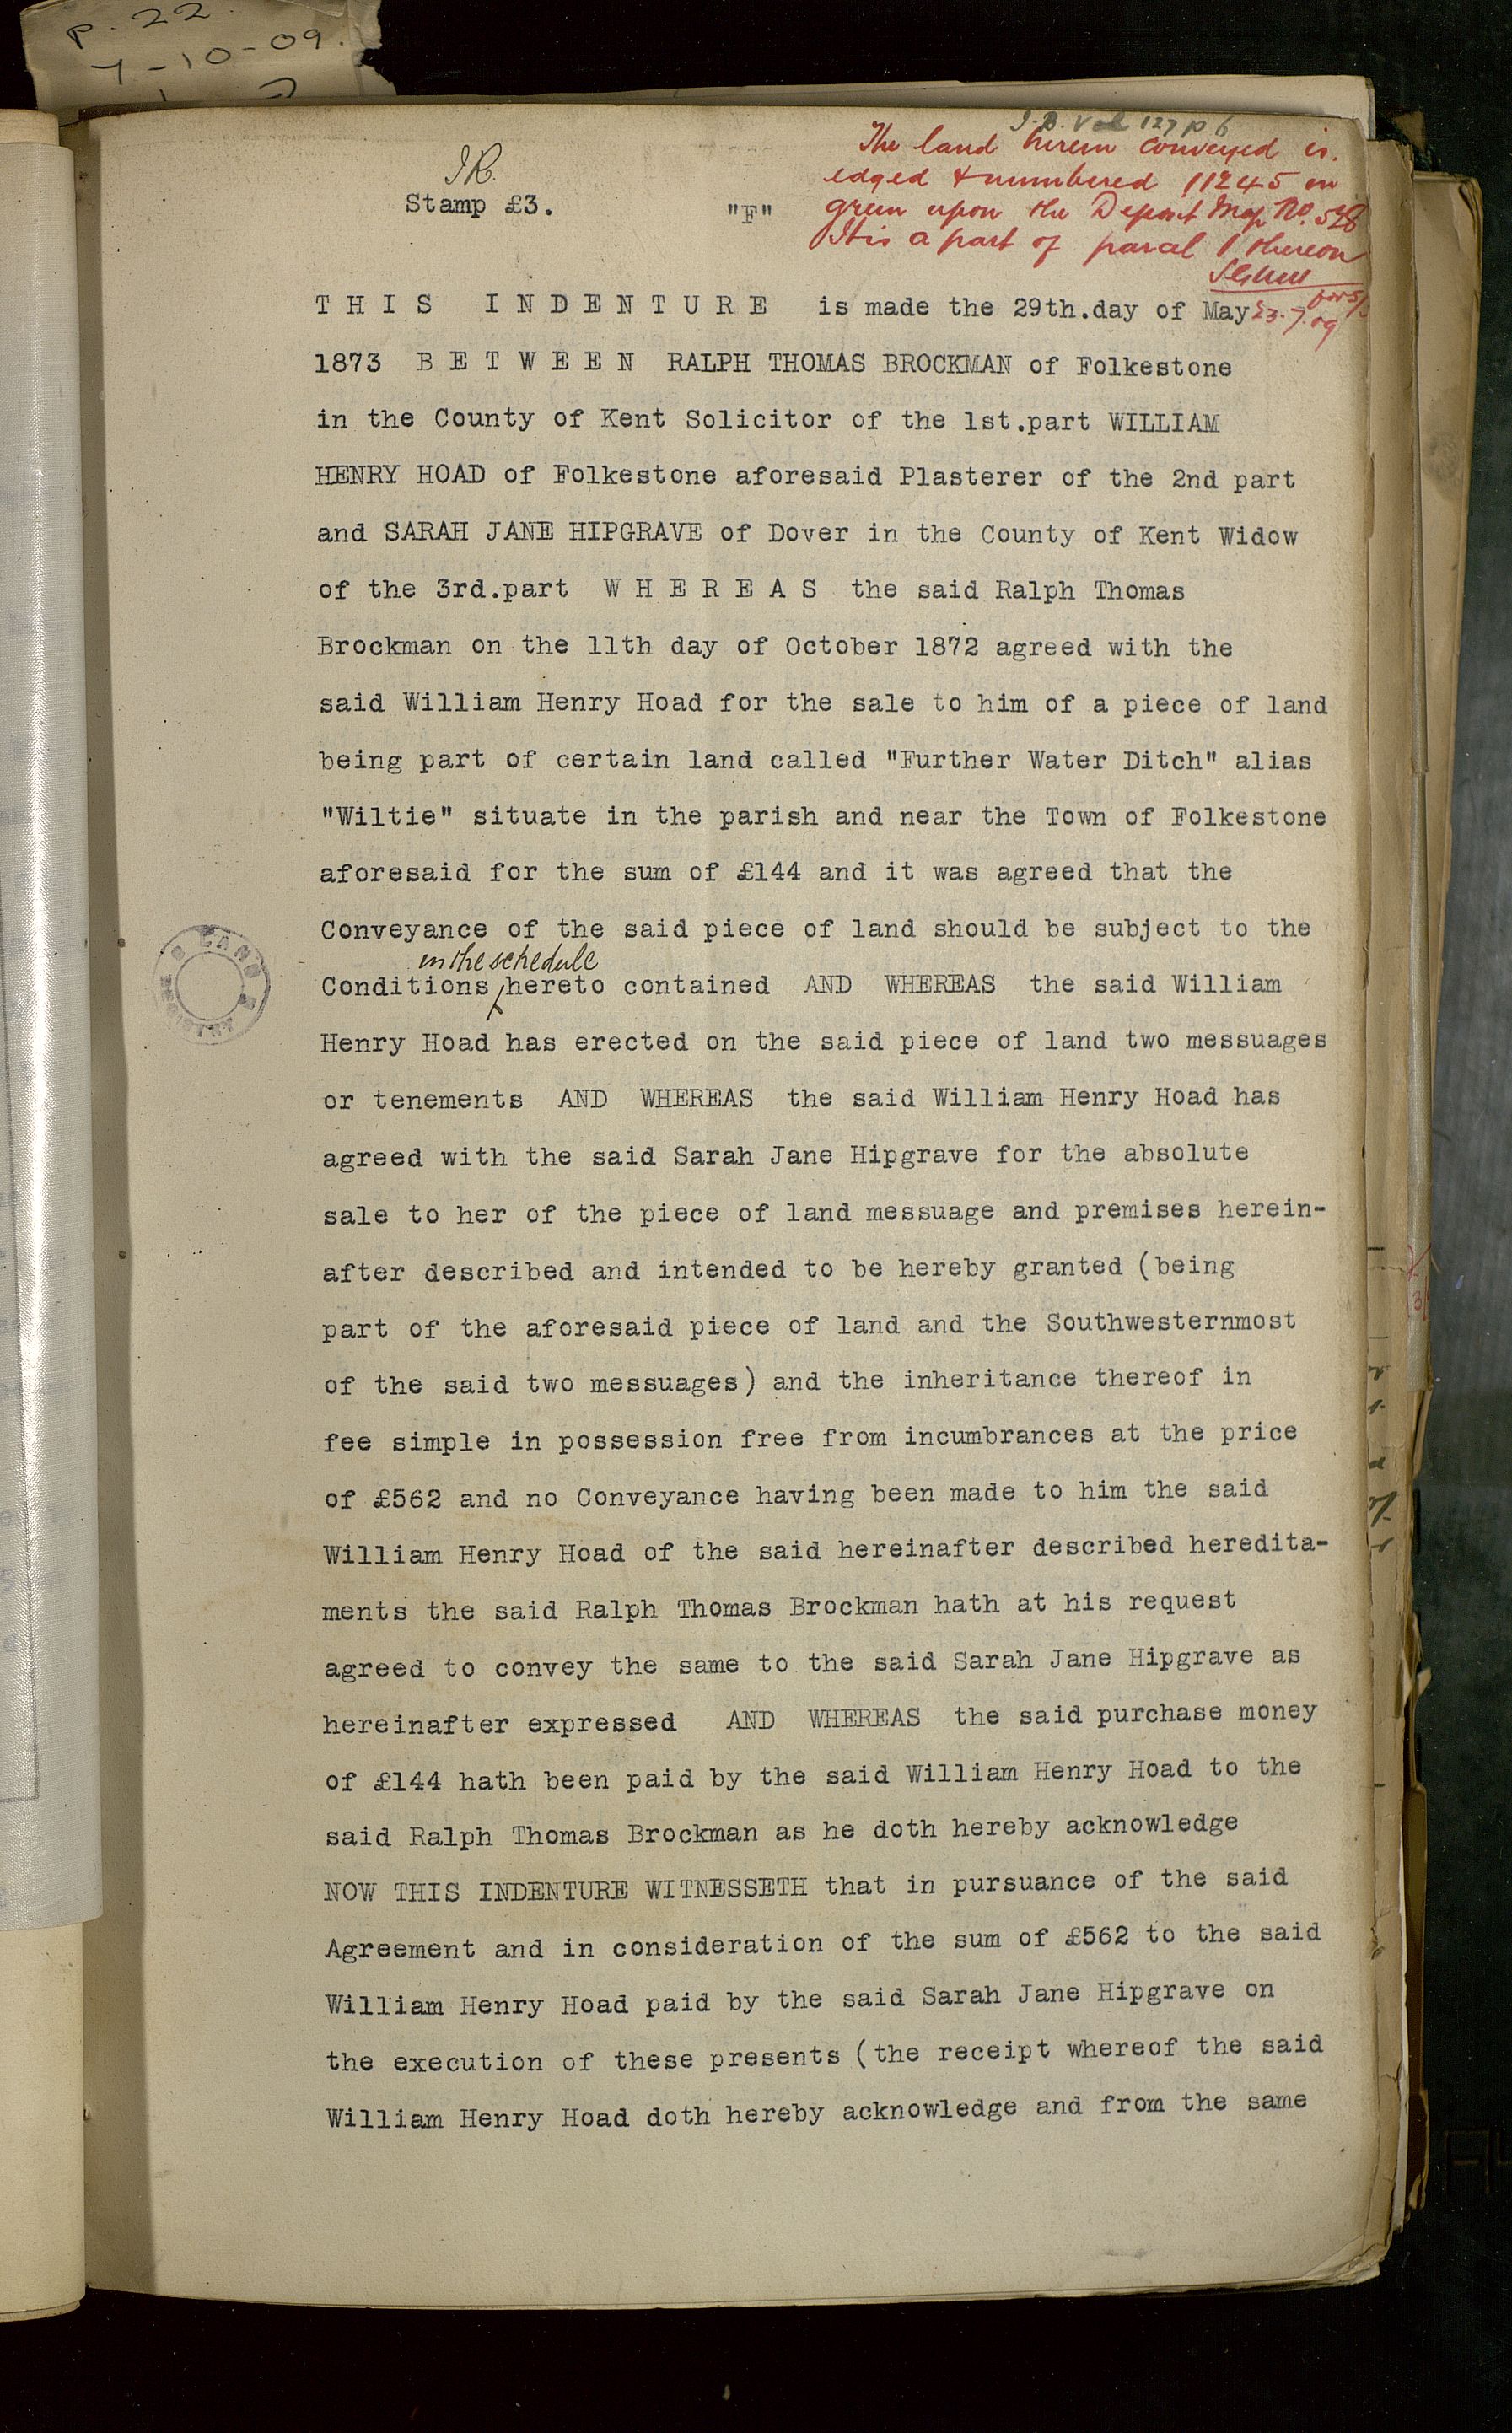 p. 22.
7-10-09.
I.B. Vol 127 p 6
The land herein conveyed is
edged & numbered 11245 in
green upon the Deposit Map No. 528
It is a part of parcel 1 thereon
23.7.09
I R.
Stamp £3.
"F"
T H I S I N D E N T U R E is made the 29th.day of May
1873 B E T W E E N RALPH THOMAS BROCKMAN of Folkestone
in the County of Kent Solicitor of the 1st.part WILLIAM
HENRY HOAD of Folkestone aforesaid Plasterer of the 2nd part
and SARAH JANE HIPGRAVE of Dover in the County of Kent Widow
of the 3rd.part W H E R E A S the said Ralph Thomas
Brockman on the 11th day of October 1872 agreed with the
said William Henry Hoad for the sale to him of a piece of land
being part of certain land called "Further Water Ditch" alias
"Wiltie" situate in the parish and near the Town of Folkestone
aforesaid for the sum of £144 and it was agreed that the
Conveyance of the said piece of land should be subject to the
in the schedule
Conditions hereto contained AND WHEREAS the said William
LAND REGISTRY
Henry Hoad has erected on the said piece of land two messuages
or tenements AND WHEREAS the said William Henry Hoad has
agreed with the said Sarah Jane Hipgrave for the absolute
sale to her of the piece of land messuage and premises herein-
after described and intended to be hereby granted (being
part of the aforesaid piece of land and the Southwesternmost
of the said two messuages) and the inheritance thereof in
fee simple in possession free from incumbrances at the price
of £562 and no Conveyance having been made to him the said
William Henry Hoad of the said hereinafter described heredita-
ments the said Ralph Thomas Brockman hath at his request
agreed to convey the same to the said Sarah Jane Hipgrave as
hereinafter expressed AND WHEREAS the said purchase money
of £144 hath been paid by the said William Henry Hoad to the
said Ralph Thomas Brockman as he doth hereby acknowledge
NOW THIS INDENTURE WITNESSETH that in pursuance of the said
Agreement and in consideration of the sum of £562 to the said
William Henry Hoad paid by the said Sarah Jane Hipgrave on
the execution of these presents (the receipt whereof the said
William Henry Hoad doth hereby acknowledge and from the same